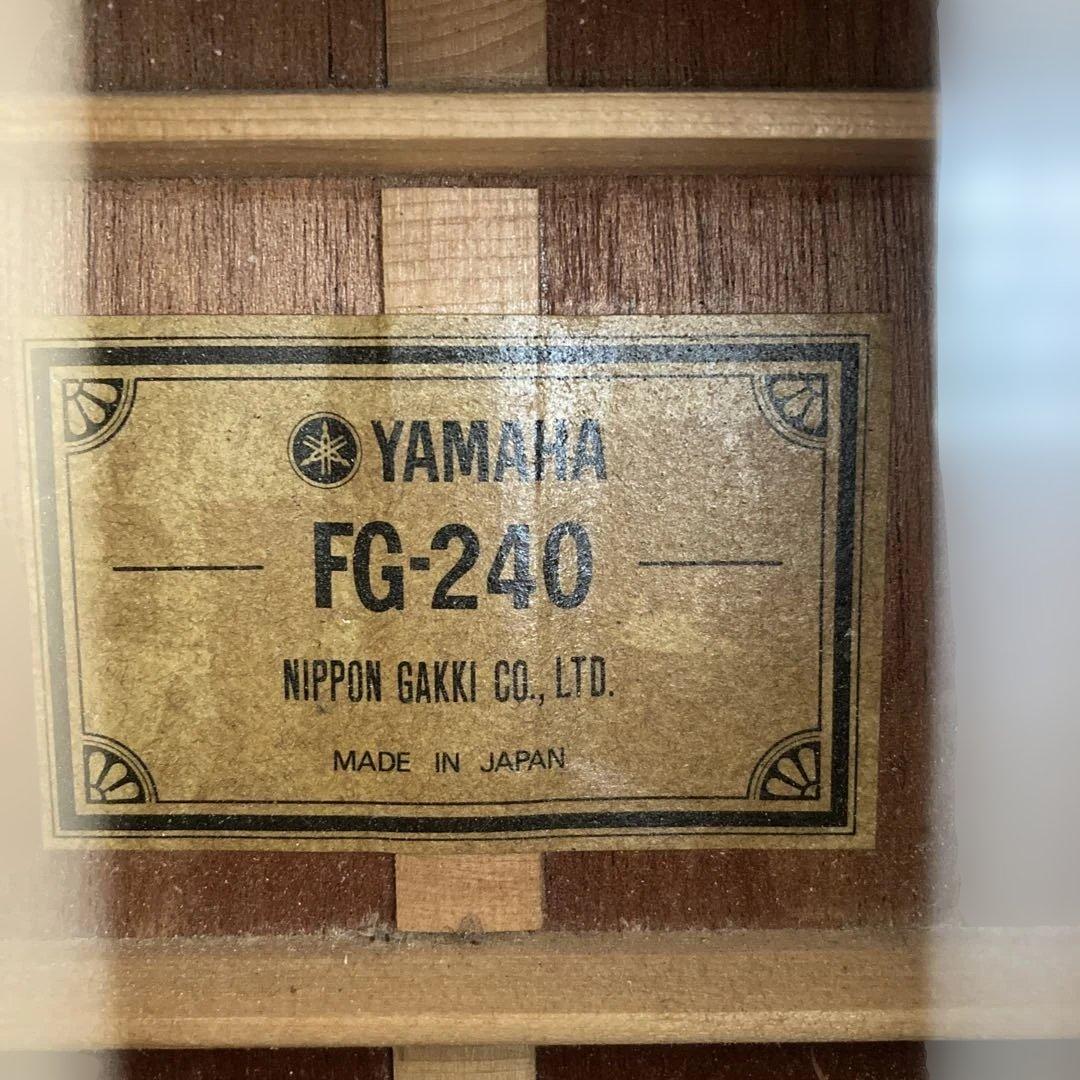 YAMAHA
FG-240
NIPPON GAKKI CO., LTD.
MADE IN JAPAN